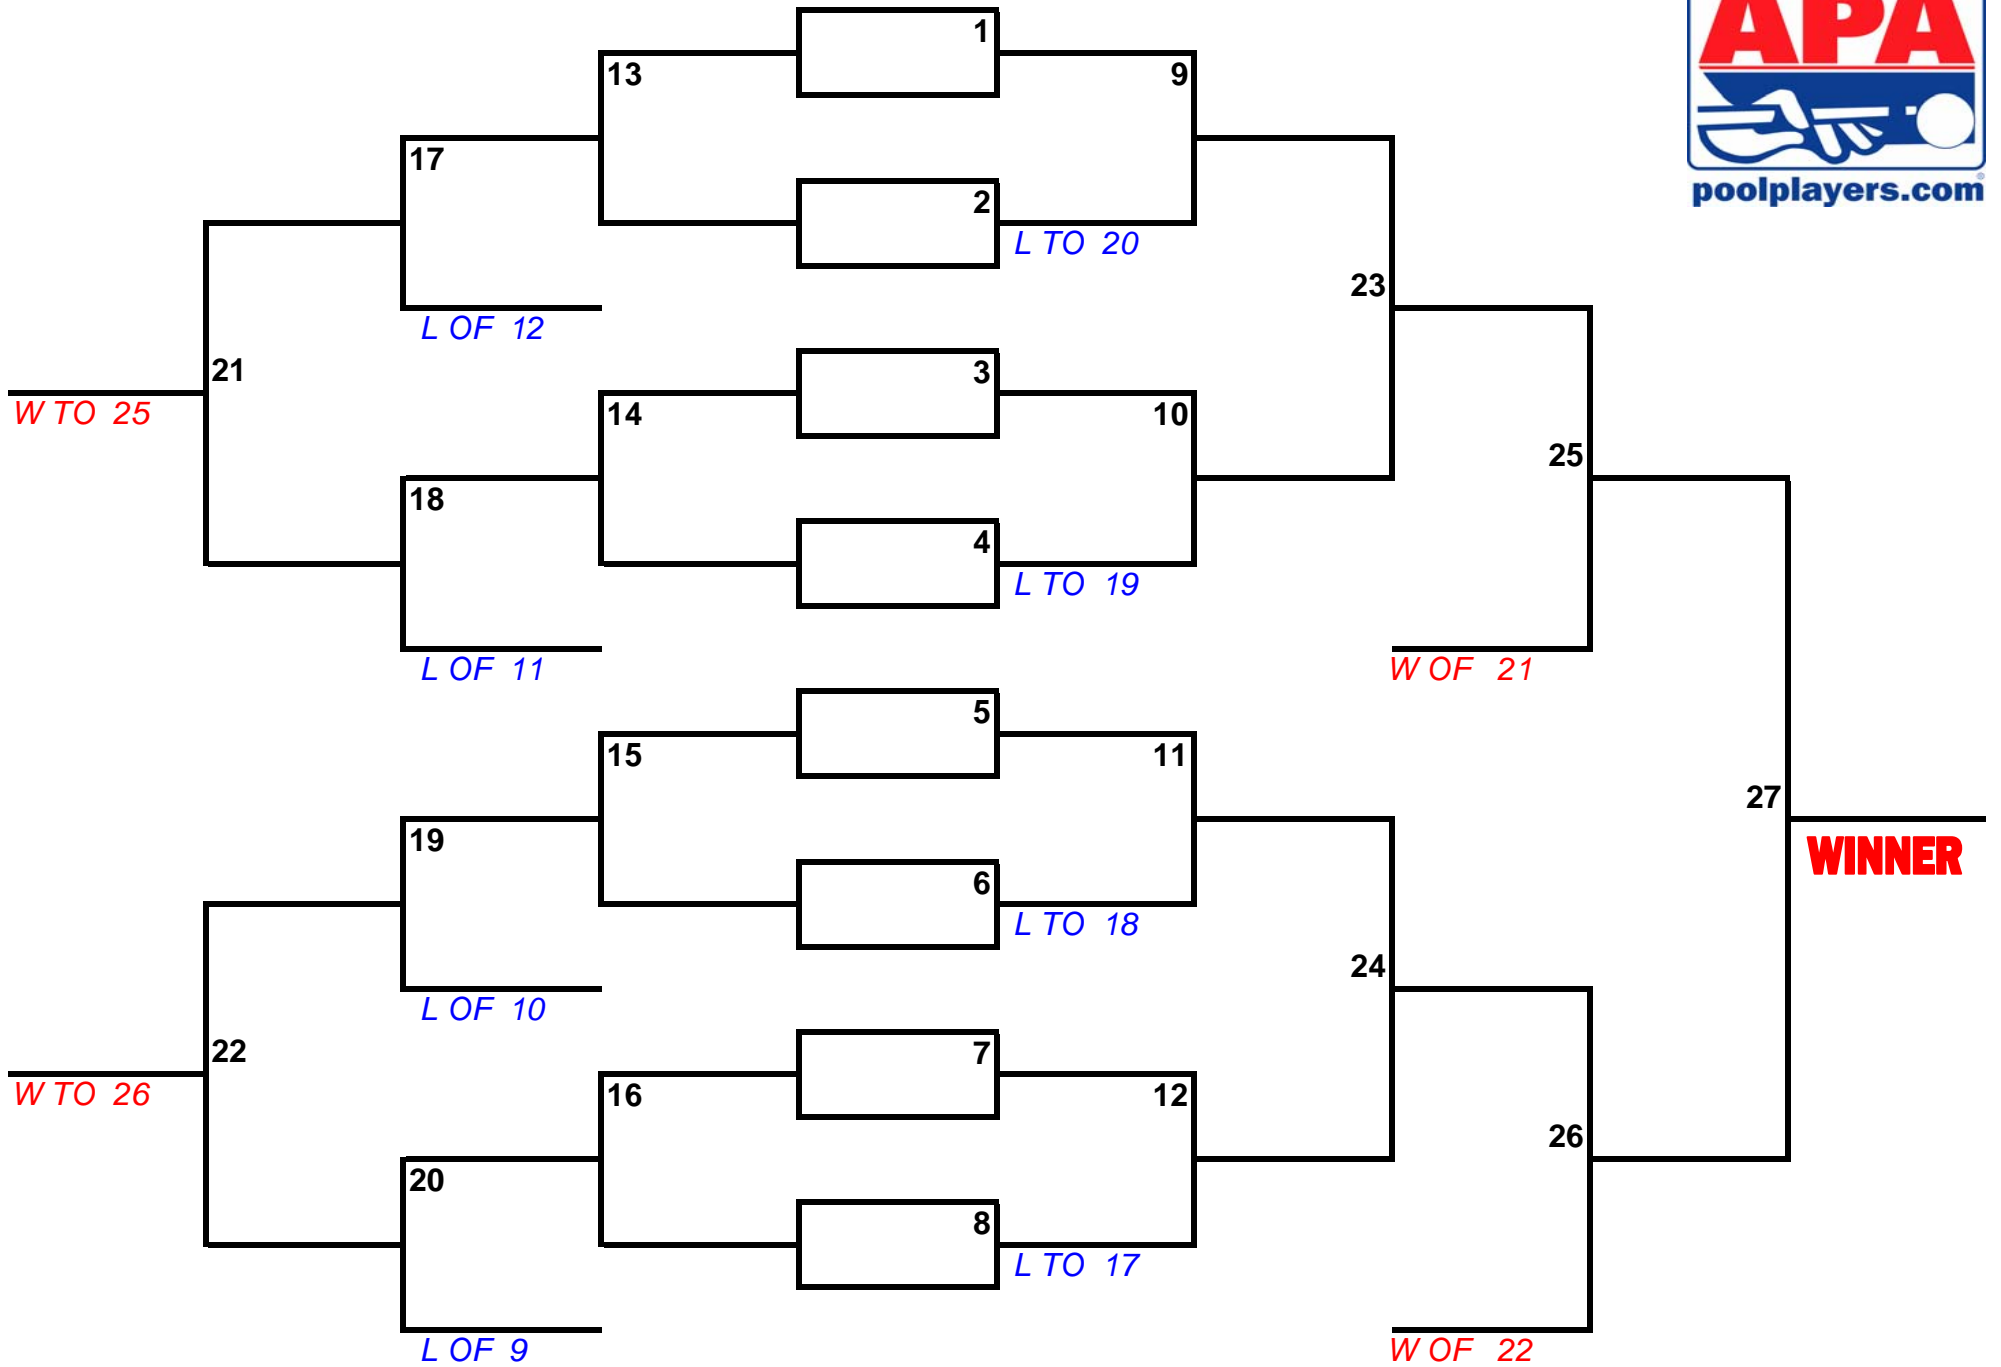 APA
poolplayers.com
1
13
9
17
2
L TO 20
23
L OF 12
3
21
W TO 25
14
10
25
18
4
L TO 19
L OF 11
W OF 21
5
15
11
27
19
WINNER
6
L TO 18
24
L OF 10
22
7
W TO 26
16
12
26
20
8
L TO 17
L OF 9
W OF 22